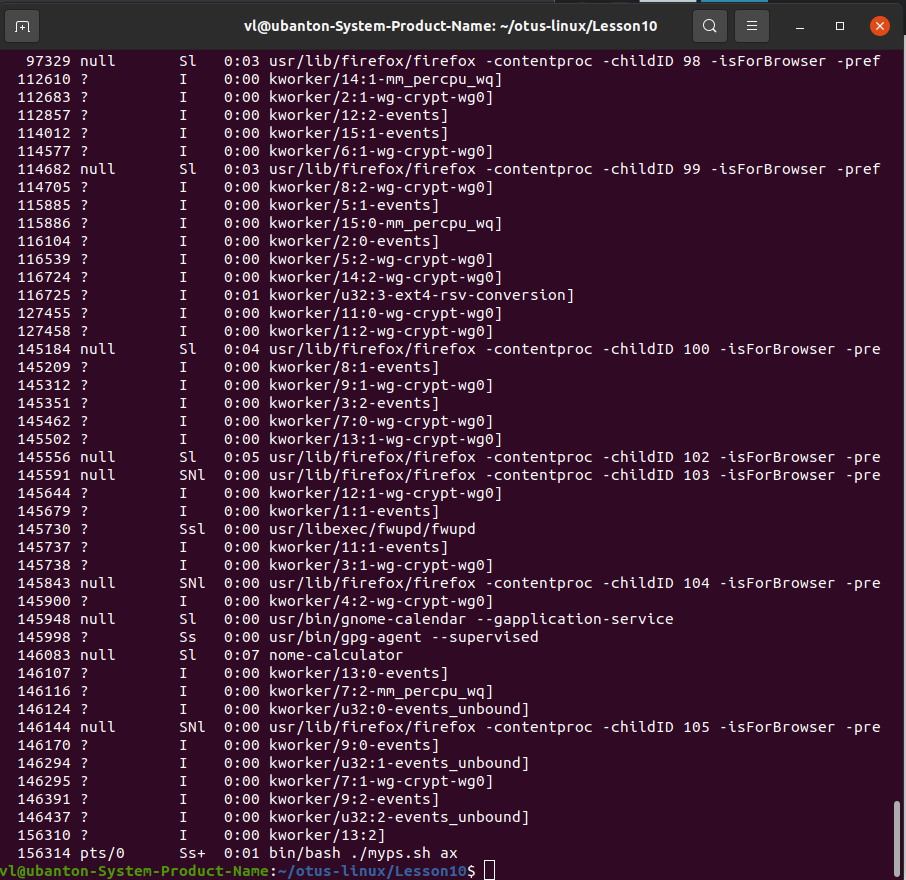 vl@ubanton-System-Product-Name: ~/otus-linux/Lesson10
97329 null Sl 0:03 usr/lib/firefox/firefox -contentproc -childID 98 -isForBrowser -pref
112610 ? I 0:00 kworker/14:1-mm_percpu_wq]
112683 ? I 0:00 kworker/2:1-wg-crypt-wg0]
112857 ? I 0:00 kworker/12:2-events]
114012 ? I 0:00 kworker/15:1-events]
114577 ? I 0:00 kworker/6:1-wg-crypt-wg0]
114682 null Sl 0:03 usr/lib/firefox/firefox -contentproc -childID 99 -isForBrowser -pref
114705 ? I 0:00 kworker/8:2-wg-crypt-wg0]
115885 ? I 0:00 kworker/5:1-events]
115886 ? I 0:00 kworker/15:0-mm_percpu_wq]
116104 ? I 0:00 kworker/2:0-events]
116539 ? I 0:00 kworker/5:2-wg-crypt-wg0]
116724 ? I 0:00 kworker/14:2-wg-crypt-wg0]
116725 ? I 0:01 kworker/u32:3-ext4-rsv-conversion]
127455 ? I 0:00 kworker/11:0-wg-crypt-wg0]
127458 ? I 0:00 kworker/1:2-wg-crypt-wg0]
145184 null Sl 0:04 usr/lib/firefox/firefox -contentproc -childID 100 -isForBrowser -pre
145209 ? I 0:00 kworker/8:1-events]
145312 ? I 0:00 kworker/9:1-wg-crypt-wg0]
145351 ? I 0:00 kworker/3:2-events]
145462 ? I 0:00 kworker/7:0-wg-crypt-wg0]
145502 ? I 0:00 kworker/13:1-wg-crypt-wg0]
145556 null Sl 0:05 usr/lib/firefox/firefox -contentproc -childID 102 -isForBrowser -pre
145591 null SNl 0:00 usr/lib/firefox/firefox -contentproc -childID 103 -isForBrowser -pre
145644 ? I 0:00 kworker/12:1-wg-crypt-wg0]
145679 ? I 0:00 kworker/1:1-events]
145730 ? Ssl 0:00 usr/libexec/fwupd/fwupd
145737 ? I 0:00 kworker/11:1-events]
145738 ? I 0:00 kworker/3:1-wg-crypt-wg0]
145843 null SNl 0:00 usr/lib/firefox/firefox -contentproc -childID 104 -isForBrowser -pre
145900 ? I 0:00 kworker/4:2-wg-crypt-wg0]
145948 null Sl 0:00 usr/bin/gnome-calendar --gapplication-service
145998 ? Ss 0:00 usr/bin/gpg-agent --supervised
146083 null Sl 0:07 nome-calculator
146107 ? I 0:00 kworker/13:0-events]
146116 ? I 0:00 kworker/7:2-mm_percpu_wq]
146124 ? I 0:00 kworker/u32:0-events_unbound]
146144 null SNl 0:00 usr/lib/firefox/firefox -contentproc -childID 105 -isForBrowser -pre
146170 ? I 0:00 kworker/9:0-events]
146294 ? I 0:00 kworker/u32:1-events_unbound]
146295 ? I 0:00 kworker/7:1-wg-crypt-wg0]
146391 ? I 0:00 kworker/9:2-events]
146437 ? I 0:00 kworker/u32:2-events_unbound]
156310 ? I 0:00 kworker/13:2]
156314 pts/0 Ss+ 0:01 bin/bash ./myps.sh ax
vl@ubanton-System-Product-Name:~/otus-linux/Lesson10$